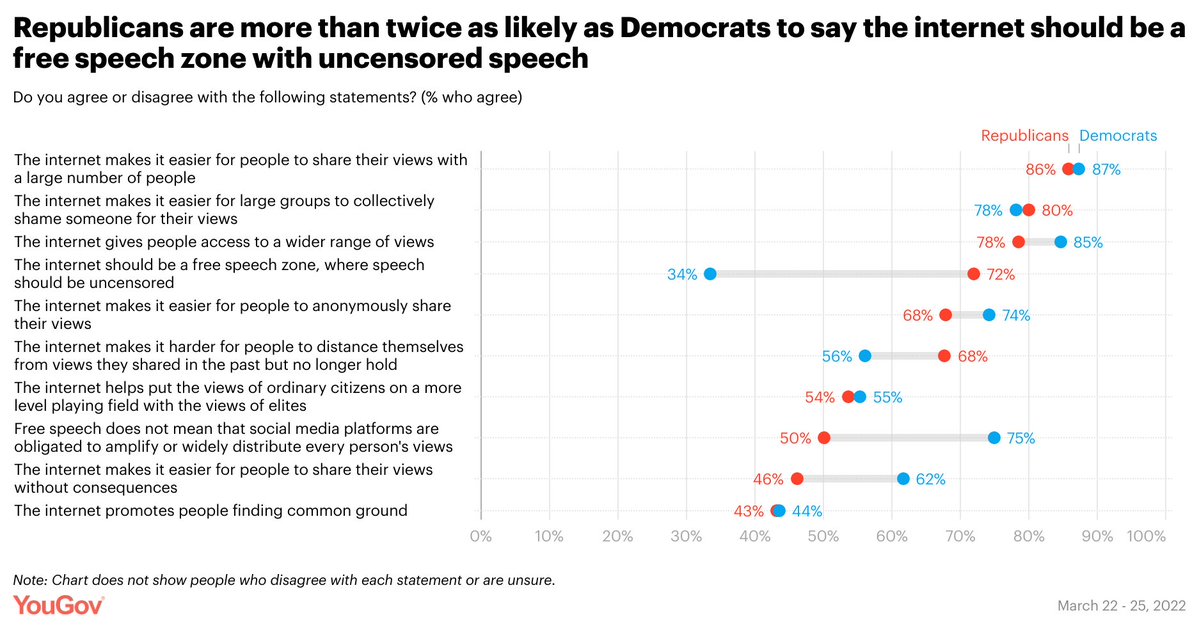 Republicans are more than twice as likely as Democrats to say the internet should be a
free speech zone with uncensored speech
Do you agree or disagree with the following statements? (% who agree)
Republicans Democrats
The internet makes it easier for people to share their views with
a large number of people
86% 87%
The internet makes it easier for large groups to collectively
shame someone for their views
78% 80%
The internet gives people access to a wider range of views
78% 85%
The internet should be a free speech zone, where speech
should be uncensored
34% 72%
The internet makes it easier for people to anonymously share
their views
68% 74%
The internet makes it harder for people to distance themselves
from views they shared in the past but no longer hold
56% 68%
The internet helps put the views of ordinary citizens on a more
level playing field with the views of elites
54% 55%
Free speech does not mean that social media platforms are
obligated to amplify or widely distribute every person's views
50% 75%
The internet makes it easier for people to share their views
without consequences
46% 62%
The internet promotes people finding common ground
43% 44%
0% 10% 20% 30% 40% 50% 60% 70% 80% 90% 100%
Note: Chart does not show people who disagree with each statement or are unsure.
YouGov
March 22 - 25, 2022